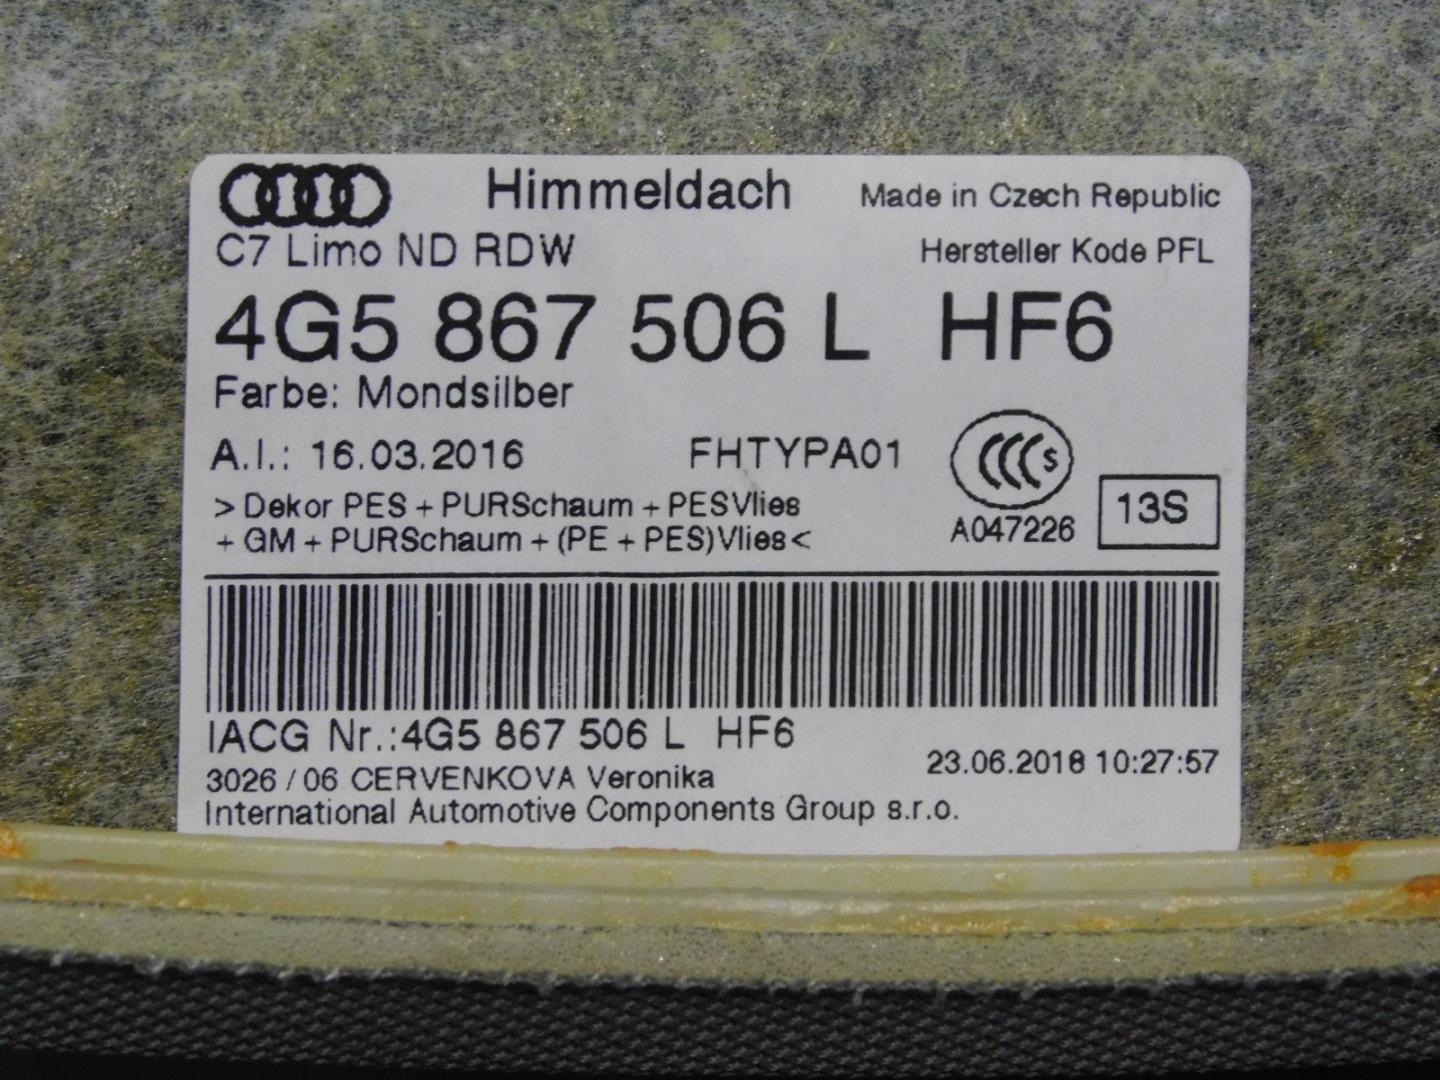 Himmeldach Made in Czech Republic
C7 Limo ND RDW Hersteller Kode PFL
4G5 867 506 L HF6
Farbe: Mondsilber
A.I.: 16.03.2016 FHTYPA01 CCC S
> Dekor PES + PURSchaum + PESVlies
+ GM + PURSchaum + (PE + PES)Vlies<
A047226 13S
IACG Nr.:4G5 867 506 L HF6
3026 / 06 CERVENKOVA Veronika 23.06.2018 10:27:57
International Automotive Components Group s.r.o.